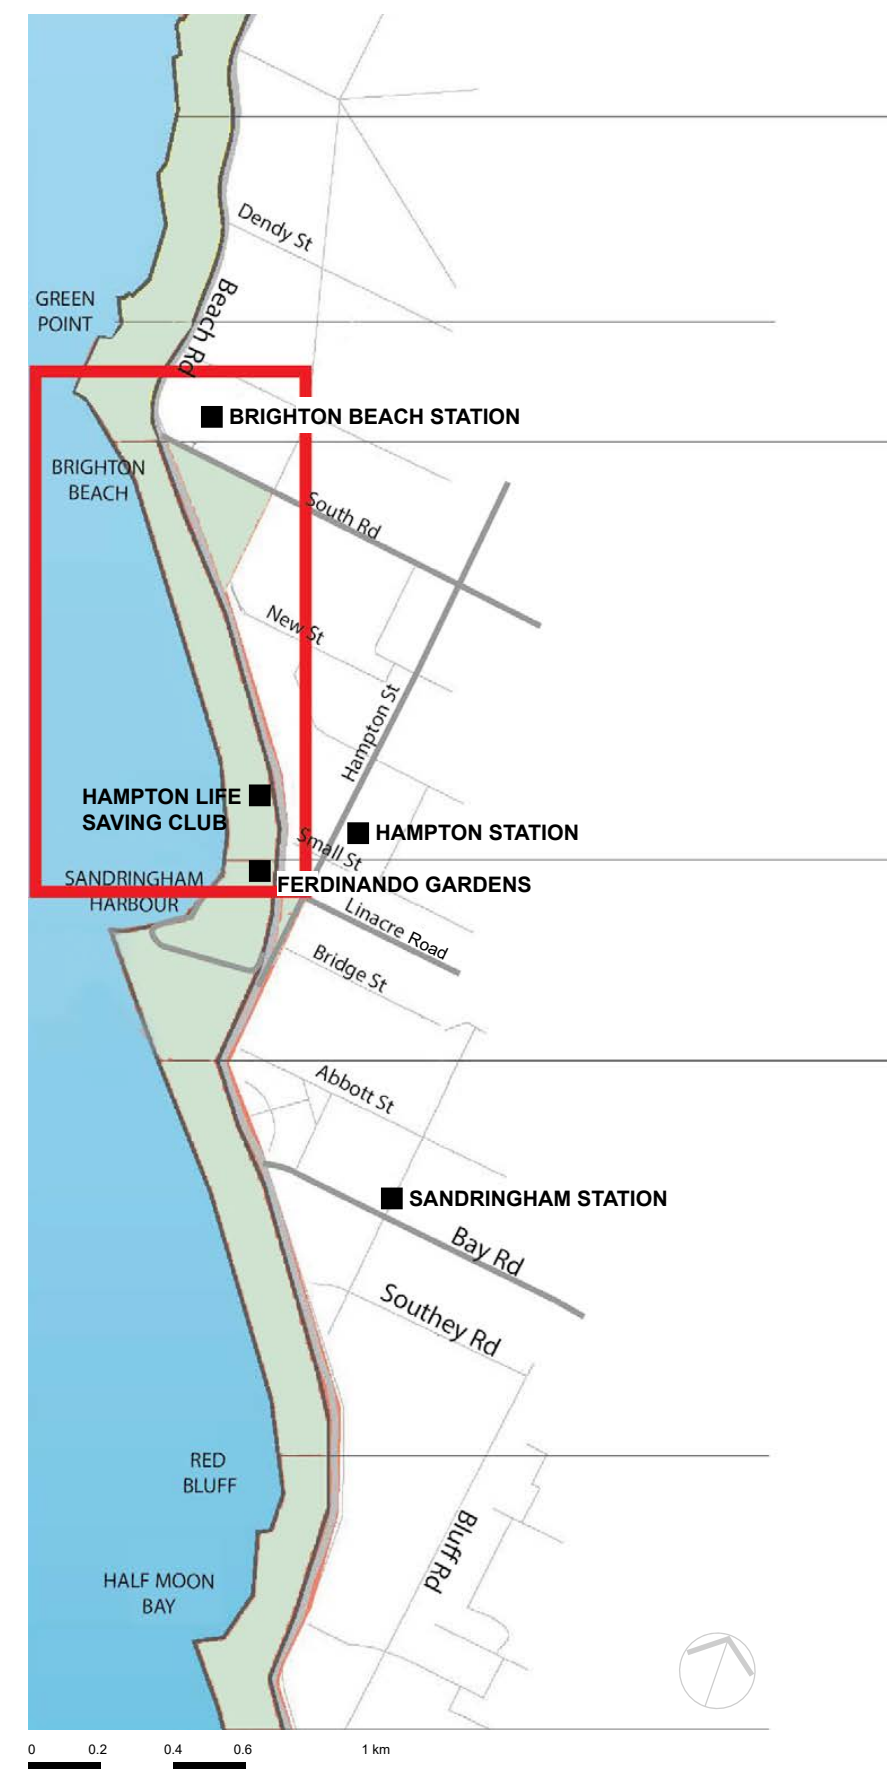 Dendy St
GREEN
POINT
Beach Rd
BRIGHTON BEACH STATION
BRIGHTON
BEACH
South Rd
New St
Hampton St
HAMPTON LIFE
SAVING CLUB
HAMPTON STATION
Small St
SANDRINGHAM
HARBOUR
FERDINANDO GARDENS
Linacre Road
Bridge St
Abbott St
SANDRINGHAM STATION
Bay Rd
Southey Rd
RED
BLUFF
Bluff Rd
HALF MOON
BAY
0 0.2 0.4 0.6 1 km